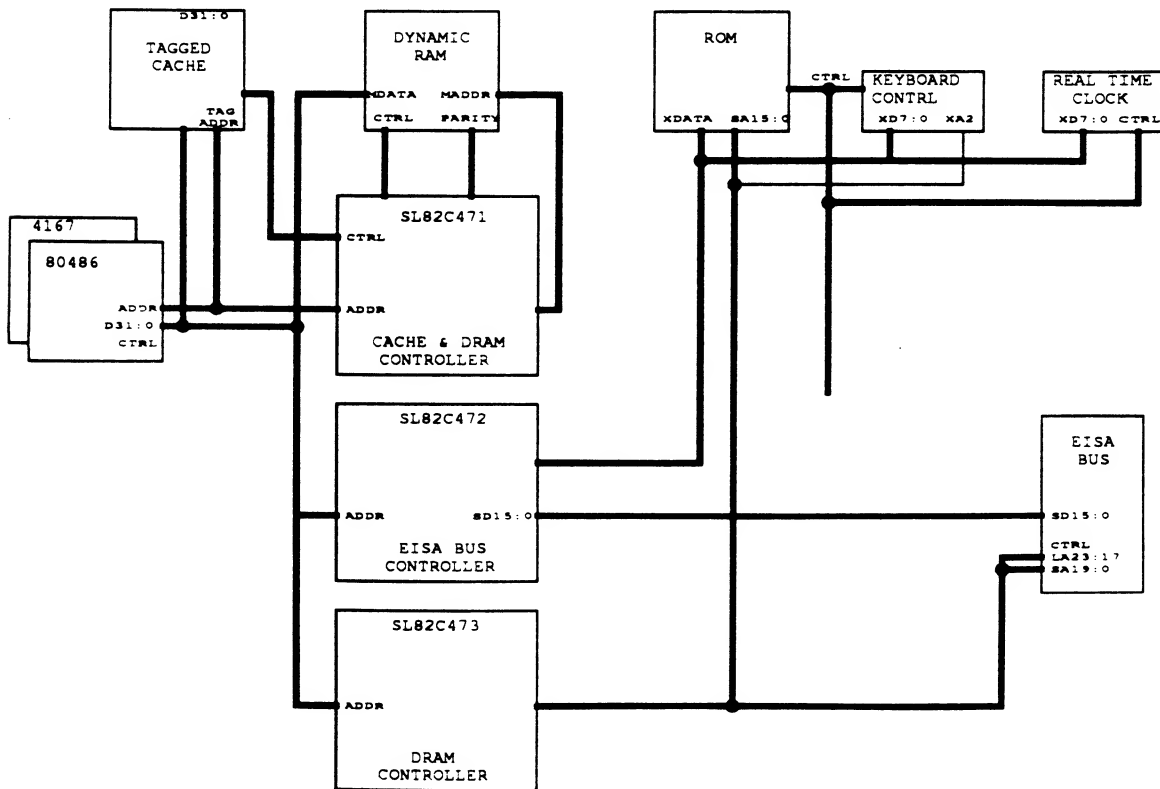 D31:0
TAGGED
CACHE
TAG
ADDR
DYNAMIC
RAM
MDATA MADDR
CTRL PARITY
ROM
XDATA SA15:0
CTRL
KEYBOARD
CONTRL
XD7:0 XA2
REAL TIME
CLOCK
XD7:0 CTRL
4167
80486
ADDR
D31:0
CTRL
SL82C471
CTRL
ADDR
CACHE & DRAM
CONTROLLER
SL82C472
ADDR SD15:0
EISA BUS
CONTROLLER
EISA
BUS
SD15:0
CTRL
LA23:17
SA19:0
SL82C473
ADDR
DRAM
CONTROLLER